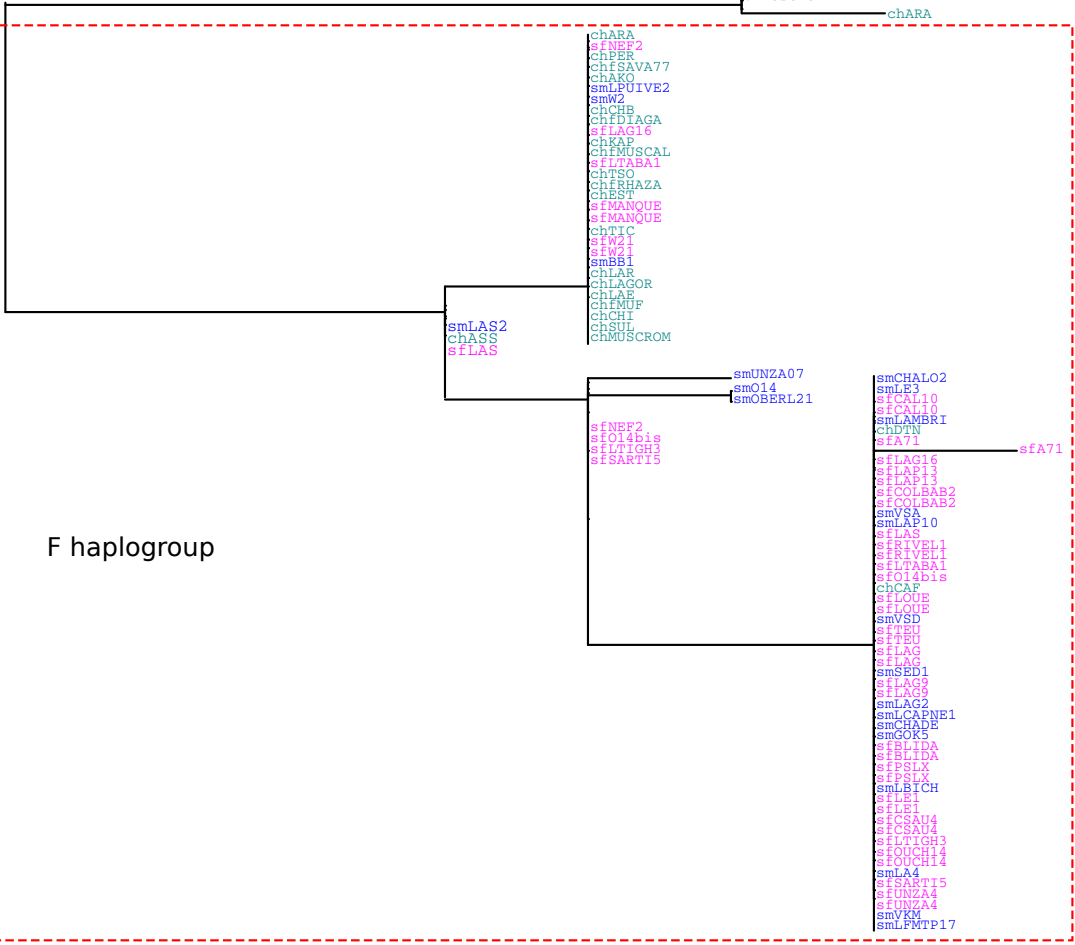 chARA
chARA
sfNEF2
chPER
chfSAVA77
chAKO
smLPUIVE2
smW2
chCHB
chfDIAGA
sfLAG16
chKAP
chfMUSCAL
sfLTABA1
chTSO
chfRHAZA
chEST
sfMANQUE
sfMANQUE
chTIC
sfW21
sfW21
smBB1
chLAR
chLAGOR
chLAE
chfMUF
chCHI
chSUL
chMUSCROM
smLAS2
chASS
sfLAS
smUNZA07
smO14
smOBERL21
sfNEF2
sfO14bis
sfLTIGH3
sfSARTI5
smCHALO2
smLE3
sfCAL10
sfCAL10
smLAMBRI
chDTN
sfA71
sfA71
sfLAG16
sfLAP13
sfLAP13
sfCOLBAB2
sfCOLBAB2
smVSA
smLAP10
sfLAS
sfRIVEL1
sfRIVEL1
sfLTABA1
sfO14bis
chCAF
sfLOUE
sfLOUE
smVSD
sfTEU
sfTEU
sfLAG
sfLAG
smSED1
sfLAG9
sfLAG9
smLAG2
smLCAPNE1
smCHADE
smGOK5
sfBLIDA
sfBLIDA
sfPSLX
sfPSLX
smLBICH
sfLE1
sfLE1
sfCSAU4
sfCSAU4
sfLTIGH3
sfOUCH14
sfOUCH14
smLA4
sfSARTI5
sfUNZA4
sfUNZA4
smVKM
smLFMTP17
F haplogroup